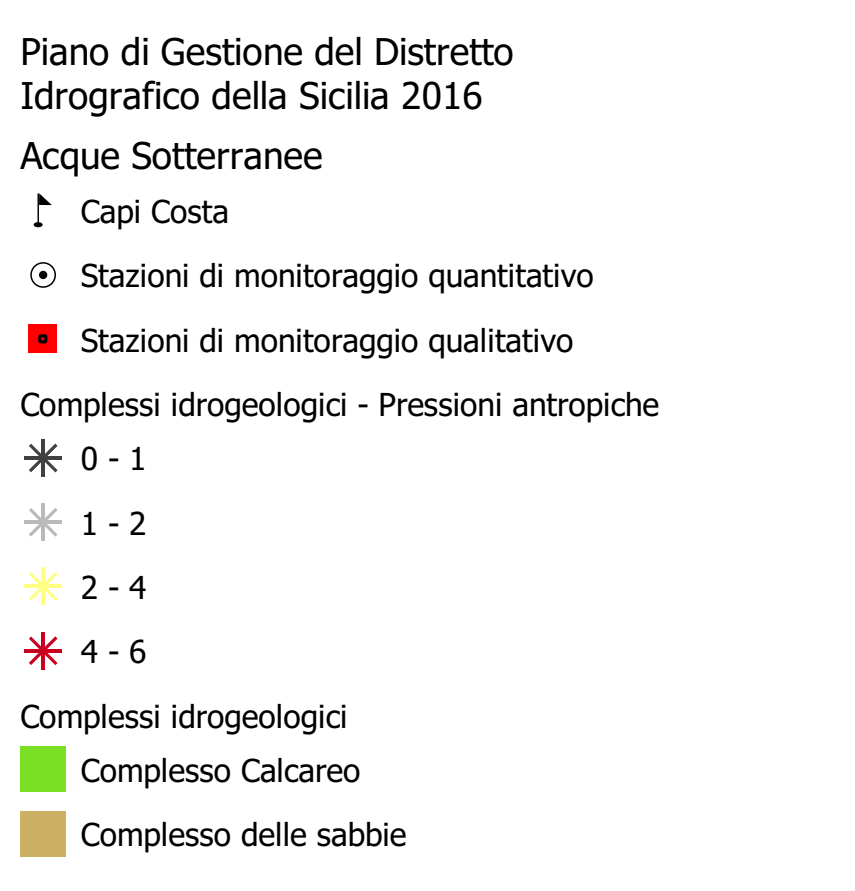 Piano di Gestione del Distretto
Idrografico della Sicilia 2016
Acque Sotterranee
Capi Costa
Stazioni di monitoraggio quantitativo
Stazioni di monitoraggio qualitativo
Complessi idrogeologici - Pressioni antropiche
0 - 1
1 - 2
2 - 4
4 - 6
Complessi idrogeologici
Complesso Calcareo
Complesso delle sabbie